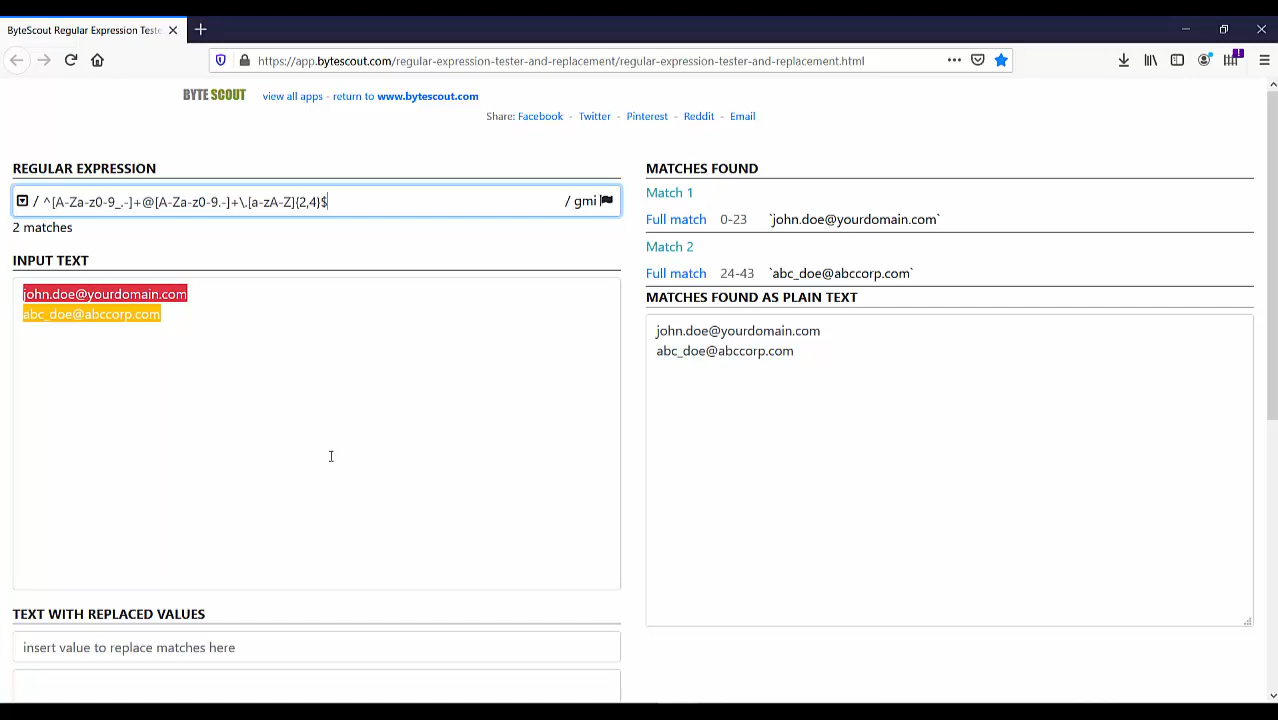 ByteScout Regular Expression Teste
https://app.bytescout.com/regular-expression-tester-and-replacement/regular-expression-tester-and-replacement.html
BYTE SCOUT view all apps - return to www.bytescout.com
Share: Facebook - Twitter - Pinterest - Reddit - Email
REGULAR EXPRESSION
/ ^[A-Za-z0-9_.-]+@[A-Za-z0-9.-]+\.[a-zA-Z]{2,4}$ / gmi
2 matches
INPUT TEXT
john.doe@yourdomain.com
abc_doe@abccorp.com
TEXT WITH REPLACED VALUES
insert value to replace matches here
MATCHES FOUND
Match 1
Full match 0-23 `john.doe@yourdomain.com`
Match 2
Full match 24-43 `abc_doe@abccorp.com`
MATCHES FOUND AS PLAIN TEXT
john.doe@yourdomain.com
abc_doe@abccorp.com